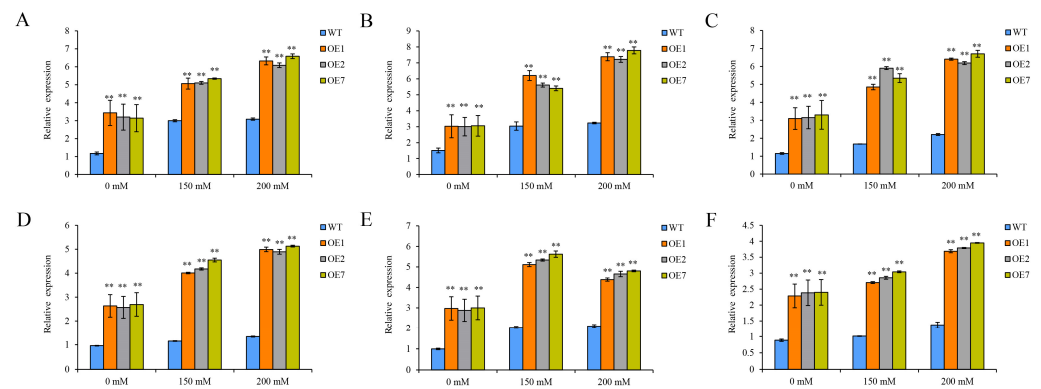 A
Relative expression
8
7
6
5
4
3
2
1
0
** ** **
** ** **
** ** **
0 mM 150 mM 200 mM
WT
OE1
OE2
OE7
B
Relative expression
9
8
7
6
5
4
3
2
1
0
** ** **
** ** **
** ** **
0 mM 150 mM 200 mM
WT
OE1
OE2
OE7
C
Relative expression
8
7
6
5
4
3
2
1
0
** ** **
** ** **
** ** **
0 mM 150 mM 200 mM
WT
OE1
OE2
OE7
D
Relative expression
6
5
4
3
2
1
0
** ** **
** ** **
** ** **
0 mM 150 mM 200 mM
WT
OE1
OE2
OE7
E
Relative expression
7
6
5
4
3
2
1
0
** ** **
** ** **
** ** **
0 mM 150 mM 200 mM
WT
OE1
OE2
OE7
F
Relative expression
4.5
4
3.5
3
2.5
2
1.5
1
0.5
0
** ** **
** ** **
** ** **
0 mM 150 mM 200 mM
WT
OE1
OE2
OE7